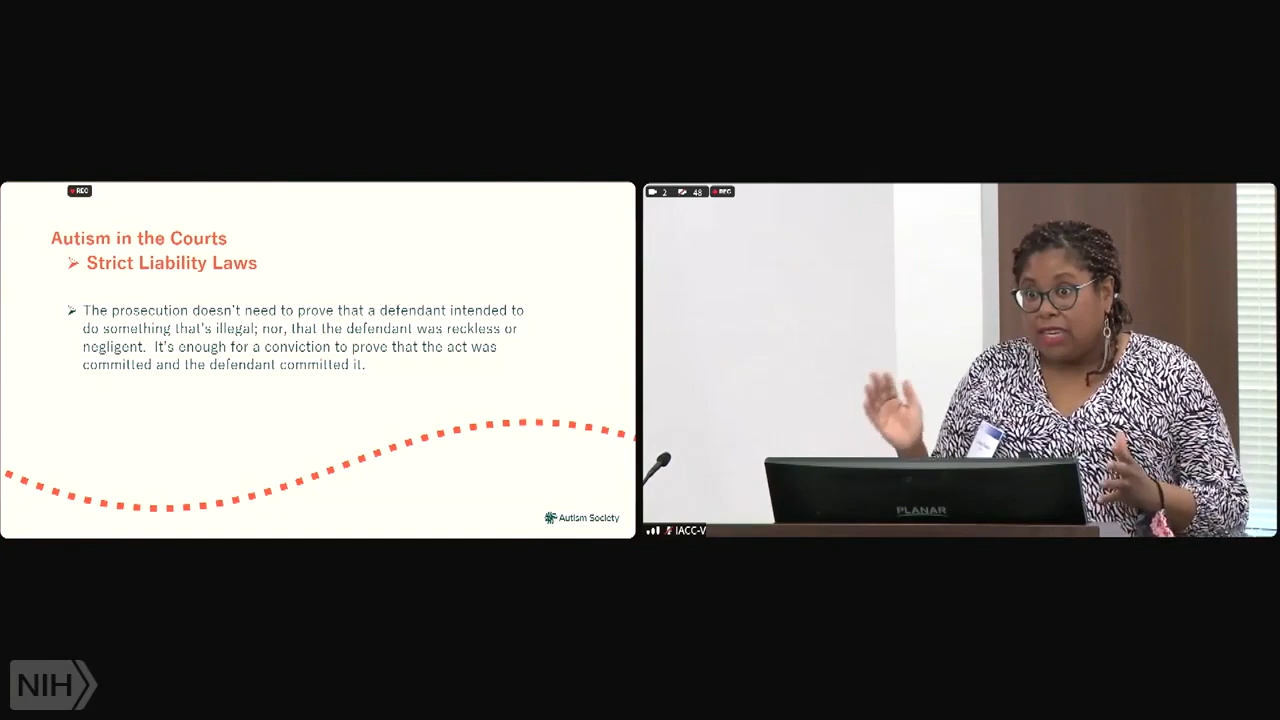 REC
Autism in the Courts
Strict Liability Laws
The prosecution doesn't need to prove that a defendant intended to
do something that's illegal; nor, that the defendant was reckless or
negligent. It's enough for a conviction to prove that the act was
committed and the defendant committed it.
Autism Society
2 48 REC
PLANAR
IACC-V
NIH